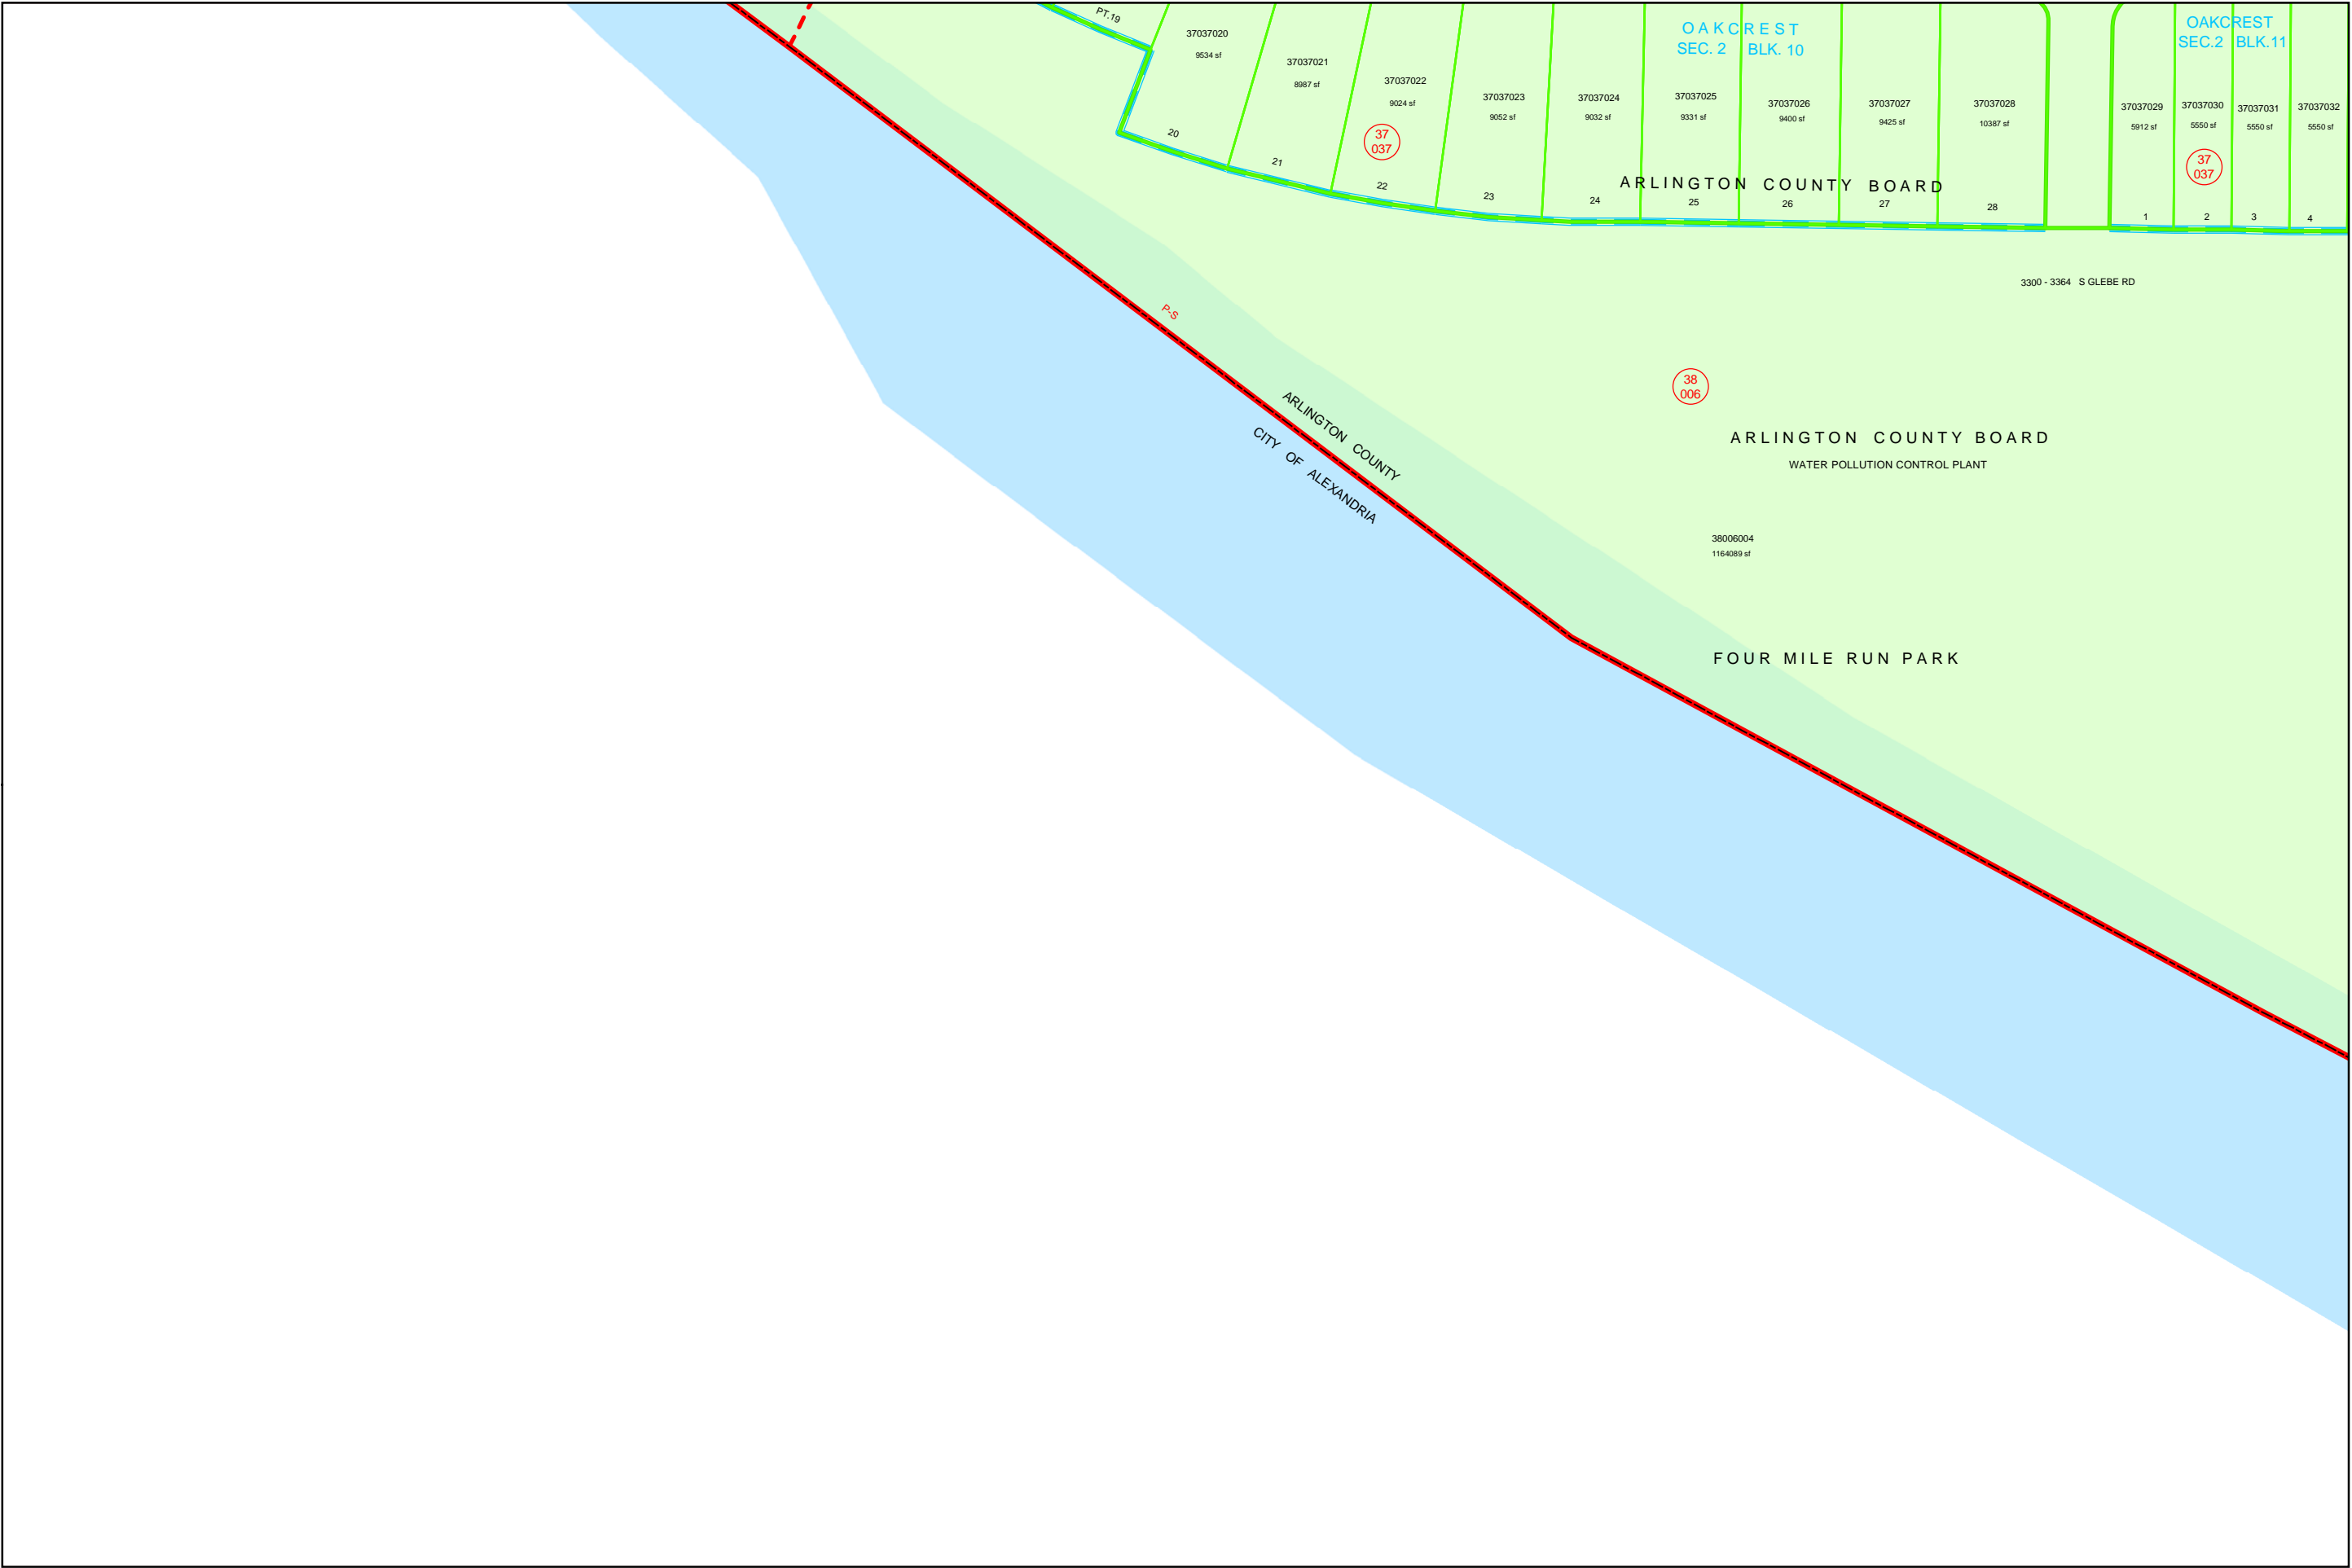 PT.19
37037020
9534 sf
20
37037021
8987 sf
21
37037022
9024 sf
37
037
22
37037023
9052 sf
23
37037024
9032 sf
24
OAKCREST
SEC. 2 BLK. 10
37037025
9331 sf
25
37037026
9400 sf
26
37037027
9425 sf
27
37037028
10387 sf
28
ARLINGTON COUNTY BOARD
OAKCREST
SEC.2 BLK.11
37037029
5912 sf
1
37037030
5550 sf
37
037
2
37037031
5550 sf
3
37037032
5550 sf
4
3300 - 3364 S GLEBE RD
P-S
ARLINGTON COUNTY
CITY OF ALEXANDRIA
38
006
ARLINGTON COUNTY BOARD
WATER POLLUTION CONTROL PLANT
38006004
1164089 sf
FOUR MILE RUN PARK